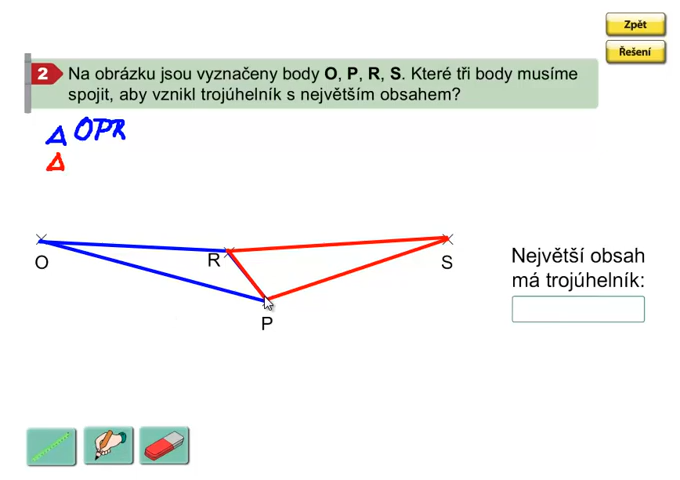 Zpět
Řešení
2 Na obrázku jsou vyznačeny body O, P, R, S. Které tři body musíme
spojit, aby vznikl trojúhelník s největším obsahem?
Δ OPR
Δ
O
R
S
P
Největší obsah
má trojúhelník: